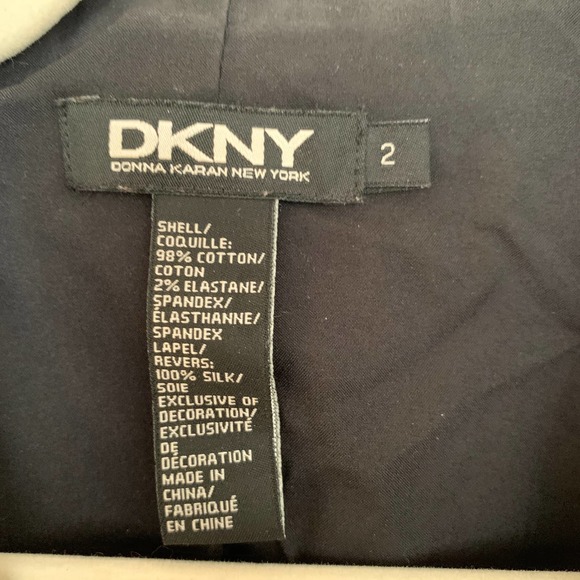 DKNY
DONNA KARAN NEW YORK
2
SHELL/
COQUILLE:
98% COTTON/
COTON
2% ELASTANE/
SPANDEX/
ÉLASTHANNE/
SPANDEX
LAPEL/
REVERS:
100% SILK/
SOIE
EXCLUSIVE OF
DECORATION/
EXCLUSIVITÉ
DE
DÉCORATION
MADE IN
CHINA/
FABRIQUÉ
EN CHINE